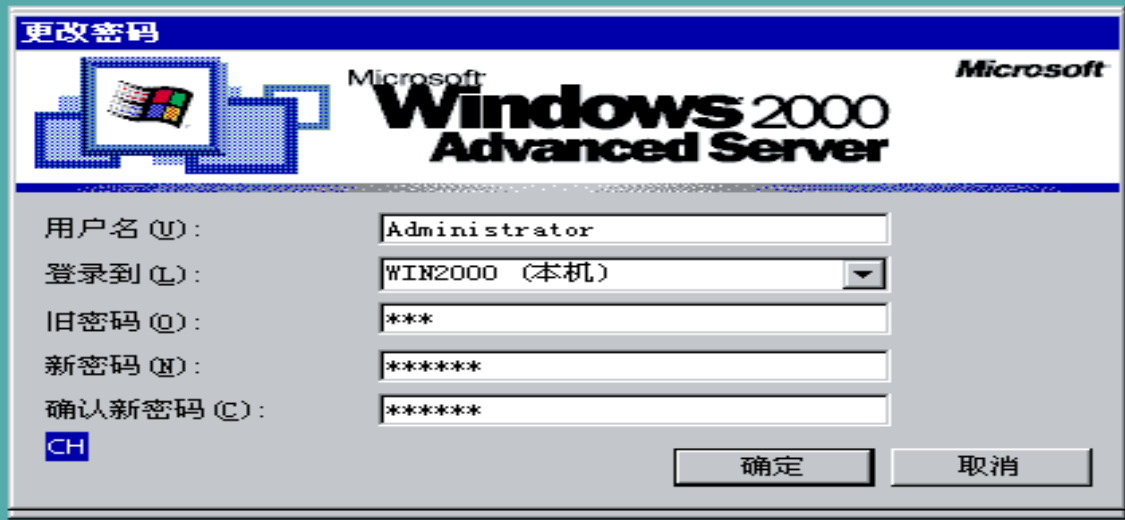 更改密码
Microsoft
Microsoft
Windows 2000
Advanced Server
用户名(U): Administrator
登录到(L): WIN2000 (本机)
旧密码(O): ***
新密码(N): ******
确认新密码(C): ******
CH
确定 取消